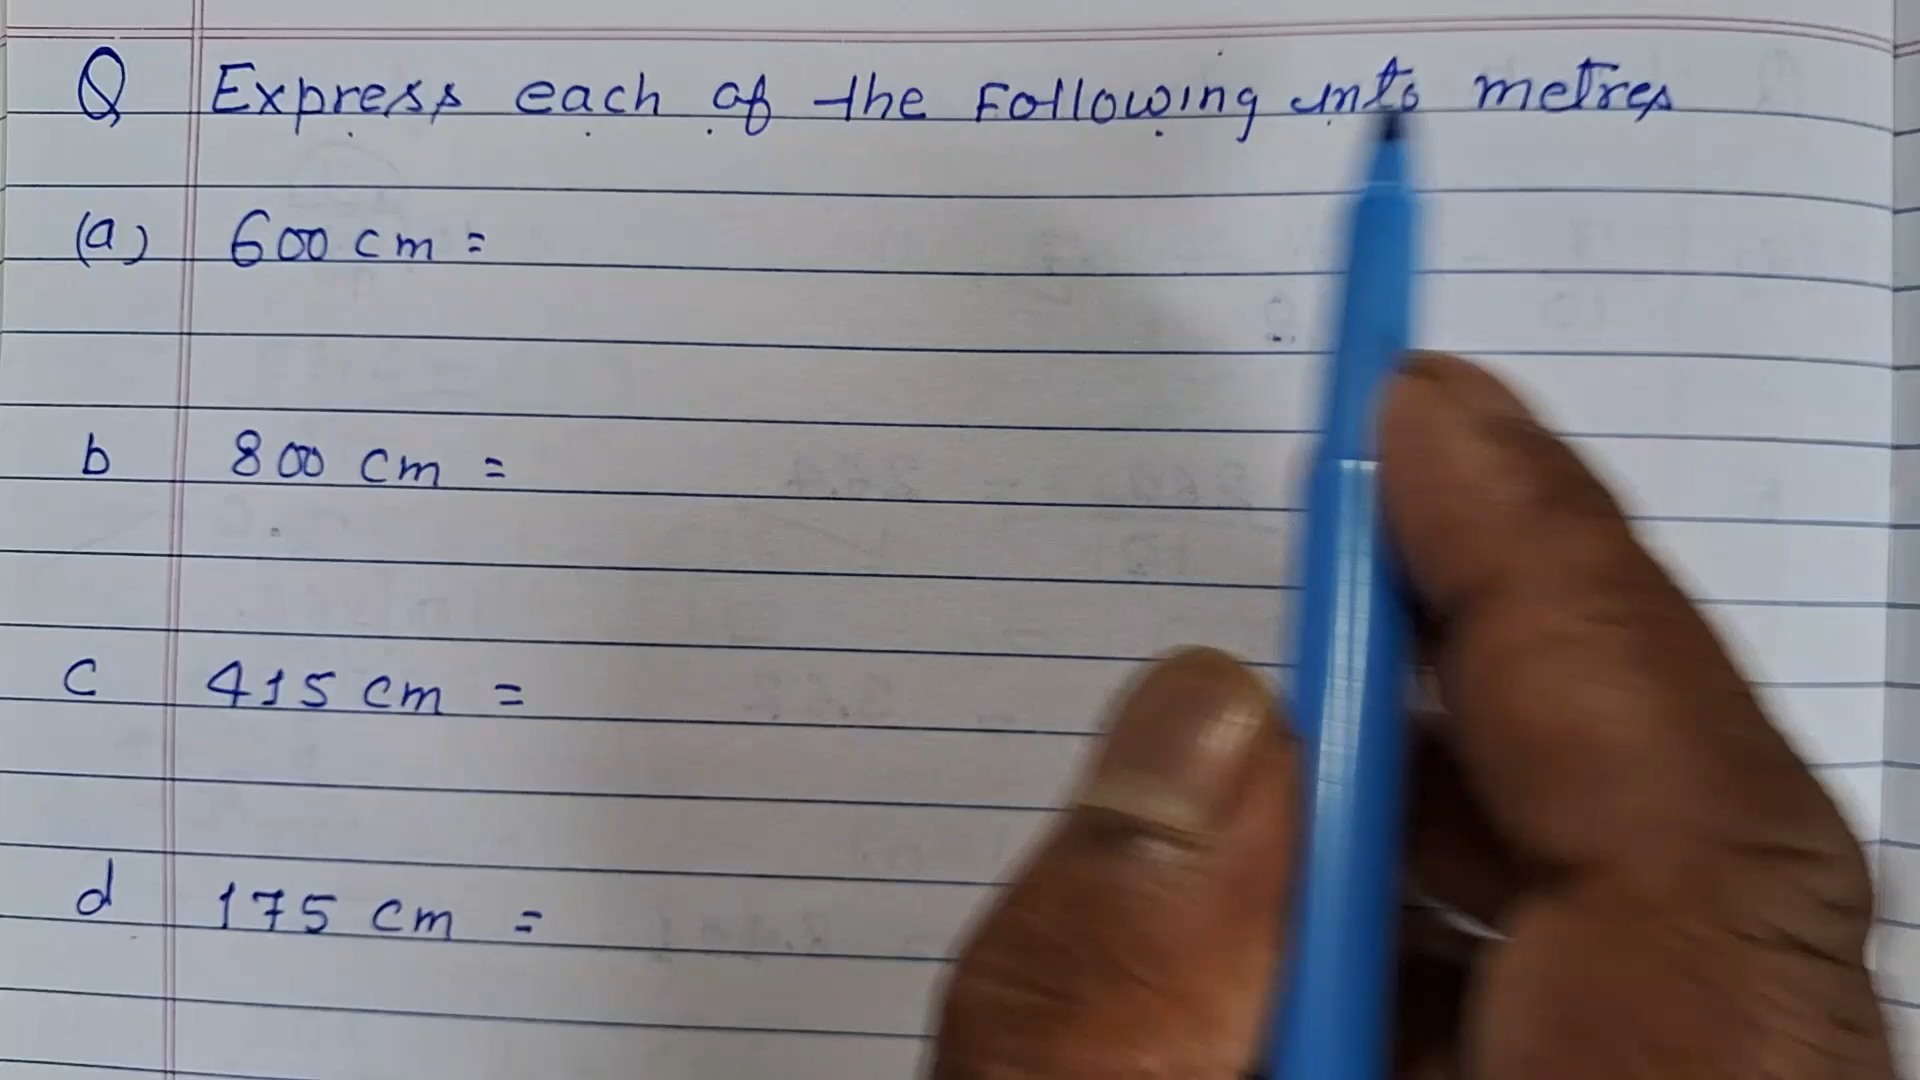 Q Express each of the Following into metres
(a) 600 cm =
b 800 cm =
c 415 cm =
d 175 cm =